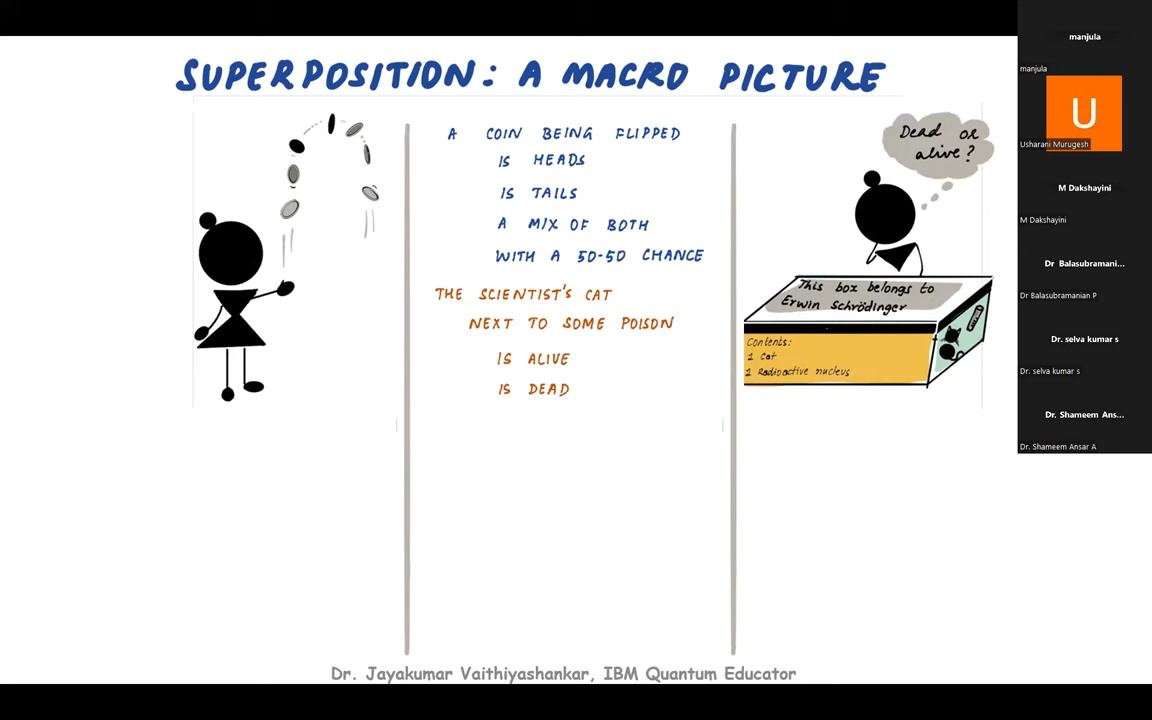 SUPERPOSITION: A MACRO PICTURE
A COIN BEING FLIPPED
IS HEADS
IS TAILS
A MIX OF BOTH
WITH A 50-50 CHANCE
THE SCIENTIST'S CAT
NEXT TO SOME POISON
IS ALIVE
IS DEAD
Dead or
alive?
This box belongs to
Erwin Schrödinger
Contents:
1 Cat
1 Radioactive nucleus
Dr. Jayakumar Vaithiyashankar, IBM Quantum Educator
manjula
manjula
U
Usharani Murugesh
M Dakshayini
M Dakshayini
Dr Balasubramani...
Dr Balasubramanian P
Dr. selva kumar s
Dr. selva kumar s
Dr. Shameem Ans...
Dr. Shameem Ansar A